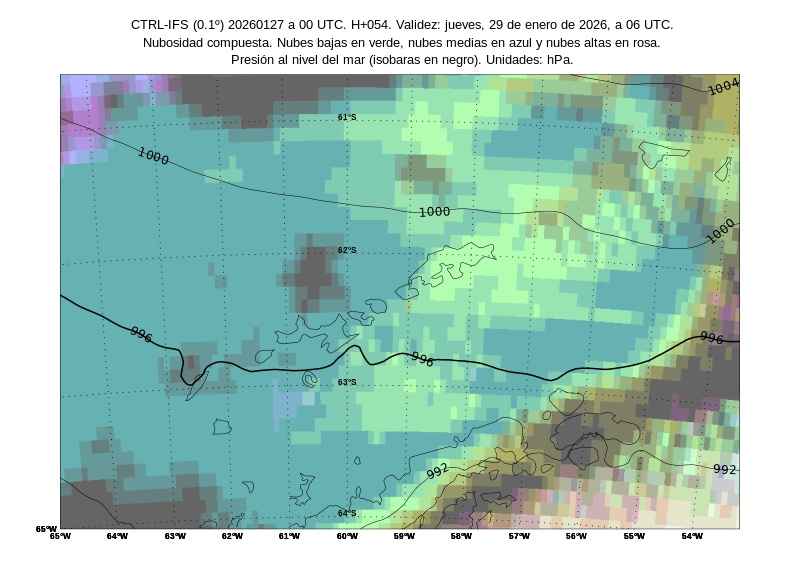 CTRL-IFS (0.1º) 20260127 a 00 UTC. H+054. Validez: jueves, 29 de enero de 2026, a 06 UTC.
Nubosidad compuesta. Nubes bajas en verde, nubes medias en azul y nubes altas en rosa.
Presión al nivel del mar (isobaras en negro). Unidades: hPa.
1004
61°S
1000
1000
1000
62°S
996
996
996
63°S
992
992
64°S
65°W
65°W 64°W 63°W 62°W 61°W 60°W 59°W 58°W 57°W 56°W 55°W 54°W